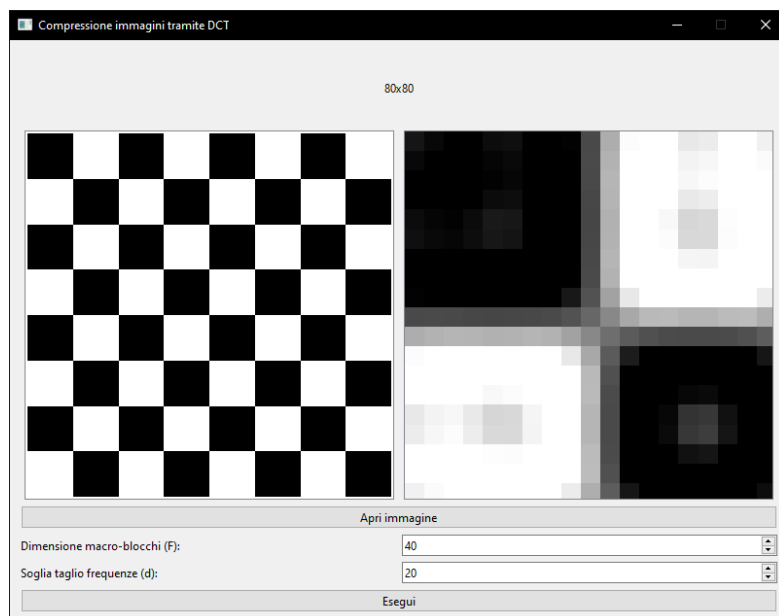 Compressione immagini tramite DCT
80x80
Apri immagine
Dimensione macro-blocchi (F): 40
Soglia taglio frequenze (d): 20
Esegui